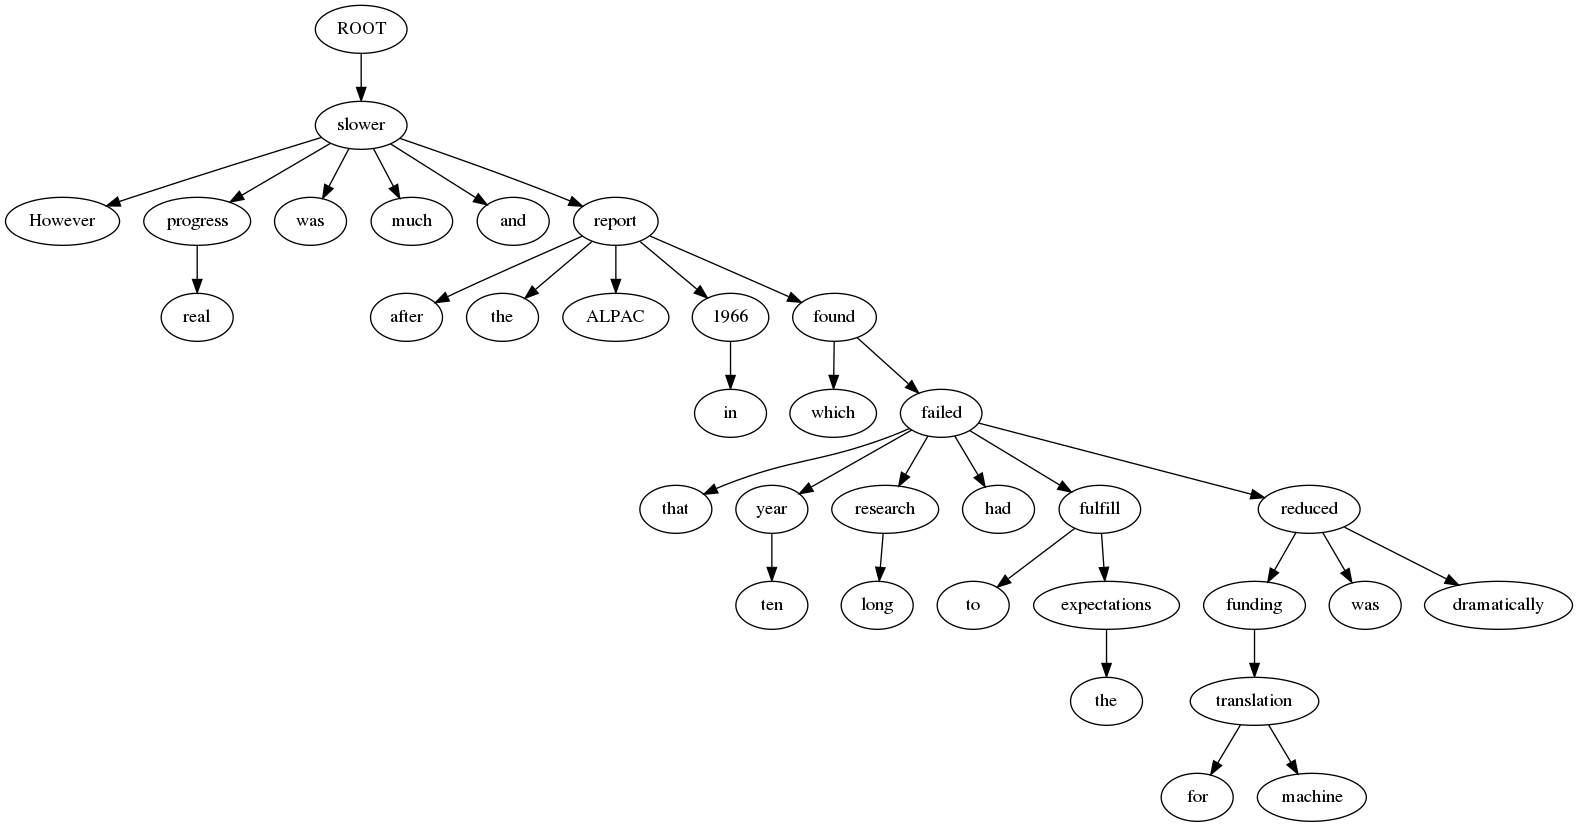 ROOT
slower
However progress was much and report
real after the ALPAC 1966 found
in which failed
that year research had fulfill reduced
ten long to expectations funding was dramatically
the translation
for machine